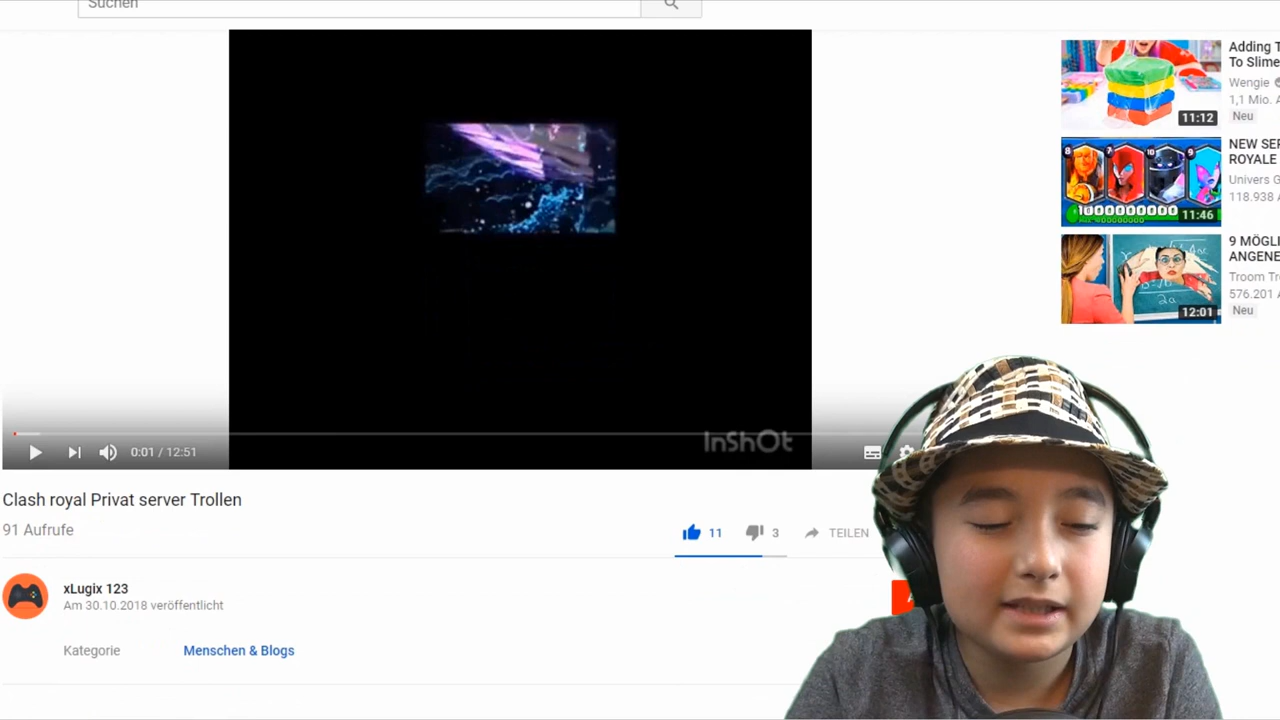 Suchen
InShOt
0:01 / 12:51
Clash royal Privat server Trollen
91 Aufrufe
11
3
TEILEN
xLugix 123
Am 30.10.2018 veröffentlicht
Kategorie
Menschen & Blogs
11:12
Adding T
To Slime
Wengie
1,1 Mio. A
Neu
11:46
NEW SER
ROYALE
Univers G
118.938 A
12:01
9 MÖGLI
ANGENE
Troom Tro
576.201 A
Neu